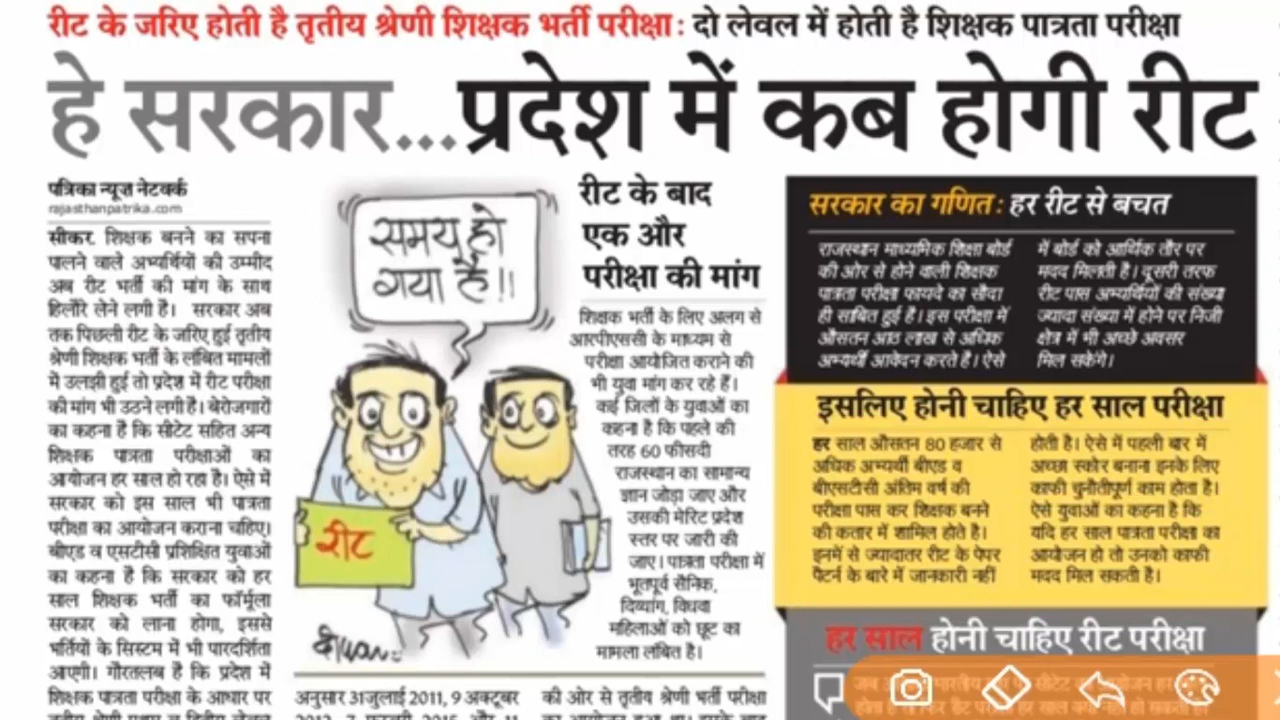 रीट के जरिए होती है तृतीय श्रेणी शिक्षक भर्ती परीक्षा: दो लेवल में होती है शिक्षक पात्रता परीक्षा
हे सरकार...प्रदेश में कब होगी रीट
पत्रिका न्यूज नेटवर्क
rajasthanpatrika.com
सीकर. शिक्षक बनने का सपना
पालने वाले अभ्यर्थियों की उम्मीद
अब रीट भर्ती की मांग के साथ
हिलोरे लेने लगी है। सरकार अब
तक पिछली रीट के जरिए हुई तृतीय
श्रेणी शिक्षक भर्ती के लंबित मामलों
में उलझी हुई तो प्रदेश में रीट परीक्षा
की मांग भी उठने लगी है। बेरोजगारों
का कहना है कि सीटेट सहित अन्य
शिक्षक पात्रता परीक्षाओं का
आयोजन हर साल हो रहा है। ऐसे में
सरकार को इस साल भी पात्रता
परीक्षा का आयोजन कराना चहिए।
बीएड व एसटीसी प्रशिक्षित युवाओं
का कहना है कि सरकार को हर
साल शिक्षक भर्ती का फॉर्मूला
सरकार को लाना होगा, इससे
भर्तियों के सिस्टम में भी पारदर्शिता
आएगी। गौरतलब है कि प्रदेश में
शिक्षक पात्रता परीक्षा के आधार पर
समय हो
गया है!!
रीट
अनुसार 31जुलाई 2011, 9 अक्टूबर
रीट के बाद
एक और
परीक्षा की मांग
शिक्षक भर्ती के लिए अलग से
आरपीएससी के माध्यम से
परीक्षा आयोजित कराने की
भी युवा मांग कर रहे हैं।
कई जिलों के युवाओं का
कहना है कि पहले की
तरह 60 फीसदी
राजस्थान का सामान्य
ज्ञान जोड़ा जाए और
उसकी मेरिट प्रदेश
स्तर पर जारी की
जाए। पात्रता परीक्षा में
भूतपूर्व सैनिक,
दिव्यांग, विधवा
महिलाओं को छूट का
मामला लंबित है।
की ओर से तृतीय श्रेणी भर्ती परीक्षा
सरकार का गणित: हर रीट से बचत
राजस्थान माध्यमिक शिक्षा बोर्ड
की ओर से होने वाली शिक्षक
पात्रता परीक्षा फायदे का सौदा
ही साबित हुई है। इस परीक्षा में
औसतन आठ लाख से अधिक
अभ्यर्थी आवेदन करते है। ऐसे
में बोर्ड को आर्थिक तौर पर
मदद मिलती है। दूसरी तरफ
रीट पास अभ्यर्थियों की संख्या
ज्यादा संख्या में होने पर निजी
क्षेत्र में भी अच्छे अवसर
मिल सकेंगे।
इसलिए होनी चाहिए हर साल परीक्षा
हर साल औसतन 80 हजार से
अधिक अभ्यर्थी बीएड व
बीएसटीसी अंतिम वर्ष की
परीक्षा पास कर शिक्षक बनने
की कतार में शामिल होते है।
इनमें से ज्यादातर रीट के पेपर
पैटर्न के बारे में जानकारी नहीं
होती है। ऐसे में पहली बार में
अच्छा स्कोर बनाना इनके लिए
काफी चुनौतीपूर्ण काम होता है।
ऐसे युवाओं का कहना है कि
यदि हर साल पात्रता परीक्षा का
आयोजन हो तो उनको काफी
मदद मिल सकती है।
हर साल होनी चाहिए रीट परीक्षा